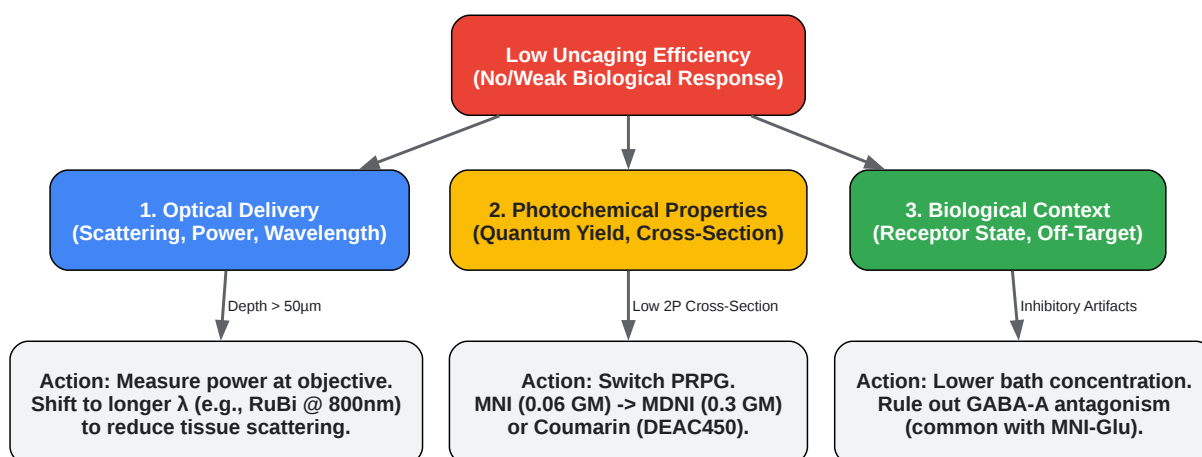 Low Uncaging Efficiency
(No/Weak Biological Response)
1. Optical Delivery
(Scattering, Power, Wavelength)
2. Photochemical Properties
(Quantum Yield, Cross-Section)
3. Biological Context
(Receptor State, Off-Target)
Depth > 50µm
Low 2P Cross-Section
Inhibitory Artifacts
Action: Measure power at objective.
Shift to longer λ (e.g., RuBi @ 800nm)
to reduce tissue scattering.
Action: Switch PRPG.
MNI (0.06 GM) -> MDNI (0.3 GM)
or Coumarin (DEAC450).
Action: Lower bath concentration.
Rule out GABA-A antagonism
(common with MNI-Glu).